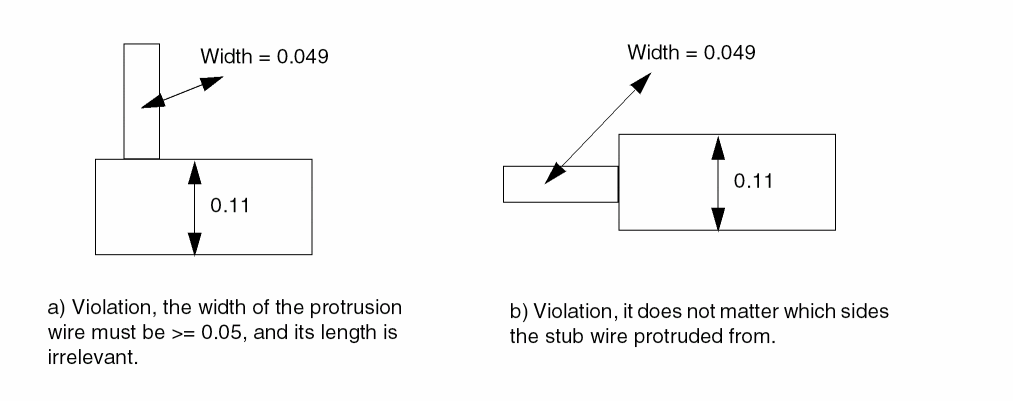 Width = 0.049
0.11
a) Violation, the width of the protrusion
wire must be >= 0.05, and its length is
irrelevant.
Width = 0.049
0.11
b) Violation, it does not matter which sides
the stub wire protruded from.